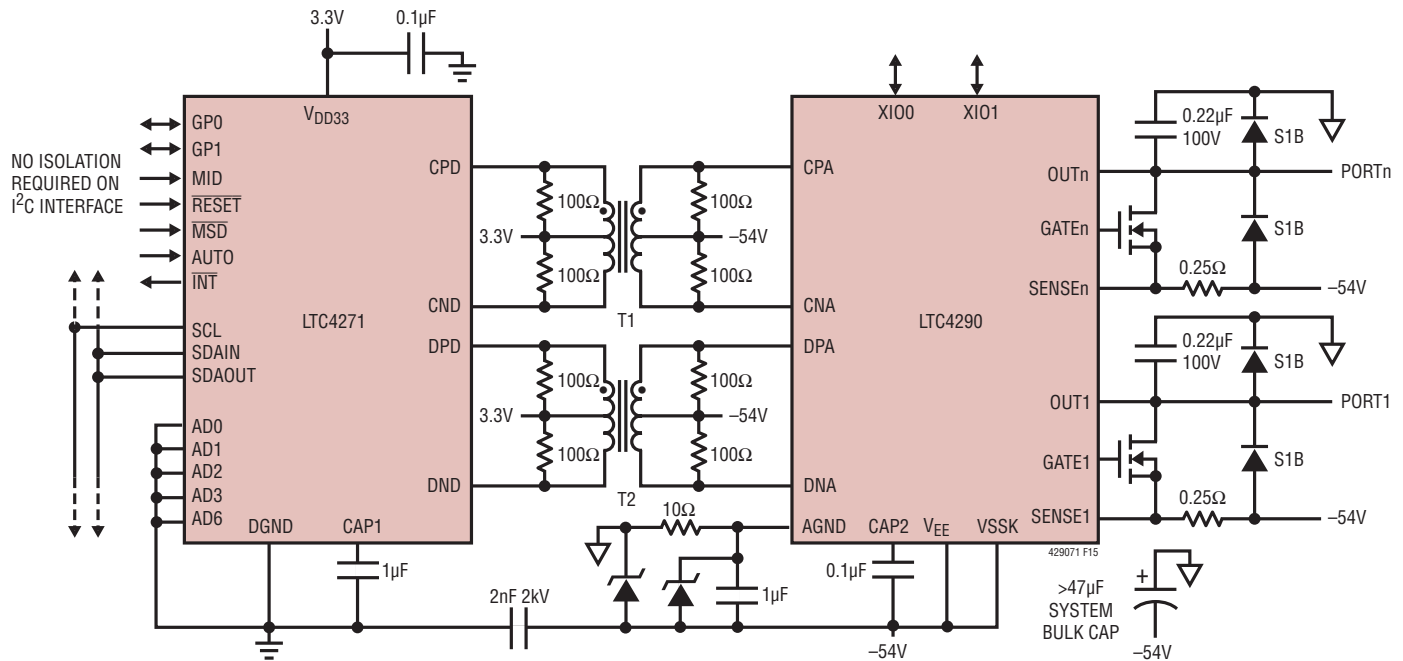 3.3V
0.1µF
VDD33
GP0
GP1
MID
RESET
MSD
AUTO
INT
NO ISOLATION
REQUIRED ON
I2C INTERFACE
SCL
SDAIN
SDAOUT
AD0
AD1
AD2
AD3
AD6
LTC4271
CPD
CND
DPD
DND
DGND
CAP1
1µF
100Ω
3.3V
100Ω
100Ω
–54V
100Ω
T1
100Ω
3.3V
100Ω
100Ω
–54V
100Ω
T2
10Ω
2nF 2kV
1µF
XIO0
XIO1
CPA
CNA
DPA
DNA
LTC4290
AGND
CAP2
VEE
VSSK
0.1µF
–54V
OUTn
GATEn
SENSEn
OUT1
GATE1
SENSE1
429071 F15
0.22µF
100V
S1B
PORTn
S1B
0.25Ω
–54V
0.22µF
100V
S1B
PORT1
S1B
0.25Ω
–54V
>47µF
SYSTEM
BULK CAP
+
–54V